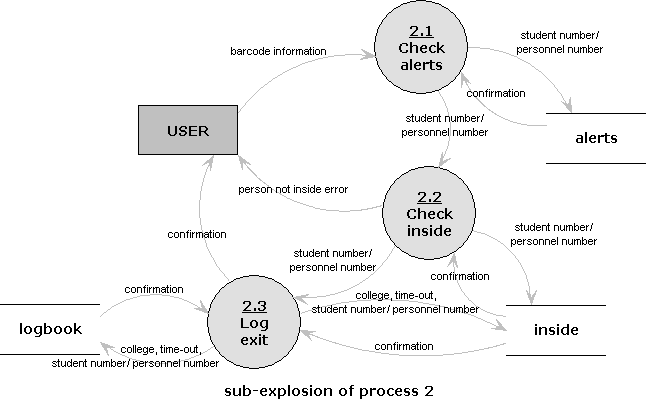 2.1
Check
alerts
student number/
personnel number
barcode information
confirmation
student number/
personnel number
USER
alerts
person not inside error
2.2
Check
inside
student number/
personnel number
confirmation
student number/
personnel number
confirmation
confirmation
2.3
Log
exit
college, time-out,
student number/ personnel number
logbook
inside
college, time-out,
student number/ personnel number
confirmation
sub-explosion of process 2